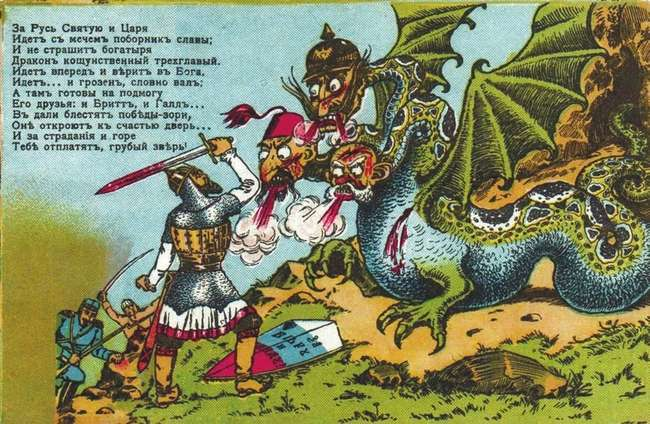 За Русь Святую и Царя
Идетъ съ мечемъ поборникъ славы;
И не страшитъ богатыря
Драконъ кощунственный трехглавый.
Идетъ впередъ и вѣритъ въ Бога,
Идетъ... и грозенъ, словно валъ;
А тамъ готовы на подмогу
Его друзья: и Бриттъ, и Галлъ...
Въ дали блестятъ побѣды-зори,
Онѣ откроютъ къ счастью дверь...
И за страданія и горе
Тебѣ отплатятъ, грубый звѣрь!
За
Вѣру
и